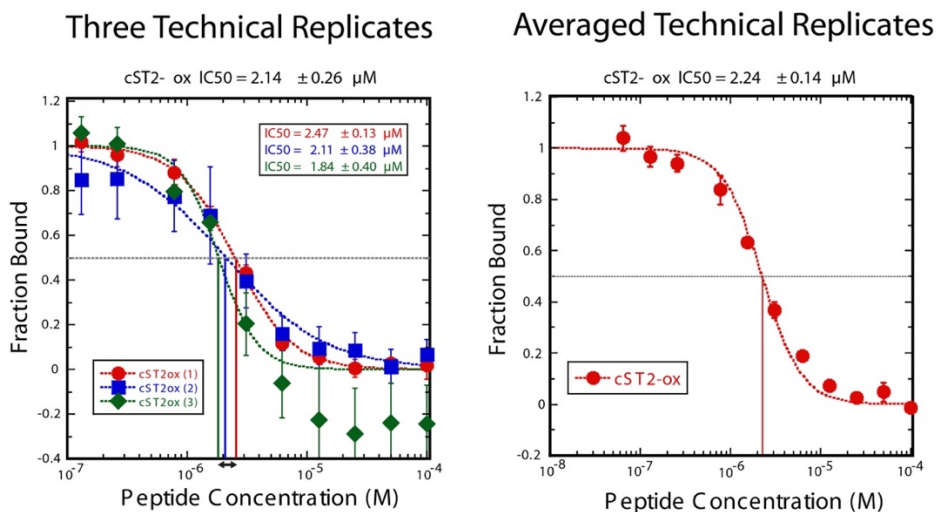 Three Technical Replicates
cST2- ox IC50 = 2.14 ± 0.26 µM
1.2
1
0.8
0.6
0.4
0.2
0
-0.2
-0.4
Fraction Bound
IC50 = 2.47 ± 0.13 µM
IC50 = 2.11 ± 0.38 µM
IC50 = 1.84 ± 0.40 µM
cST2ox (1)
cST2ox (2)
cST2ox (3)
10-7 10-6 10-5 10-4
Peptide Concentration (M)
Averaged Technical Replicates
cST2- ox IC50 = 2.24 ± 0.14 µM
1.2
1
0.8
0.6
0.4
0.2
0
-0.2
Fraction Bound
cST2-ox
10-8 10-7 10-6 10-5 10-4
Peptide Concentration (M)